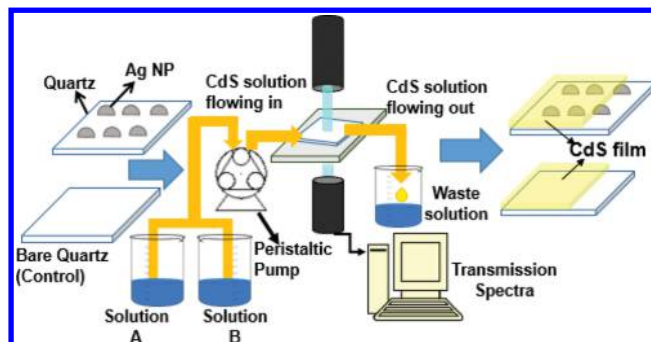 Quartz
Ag NP
Bare Quartz
(Control)
Solution
A
Solution
B
CdS solution
flowing in
Peristaltic
Pump
CdS solution
flowing out
Waste
solution
Transmission
Spectra
CdS film